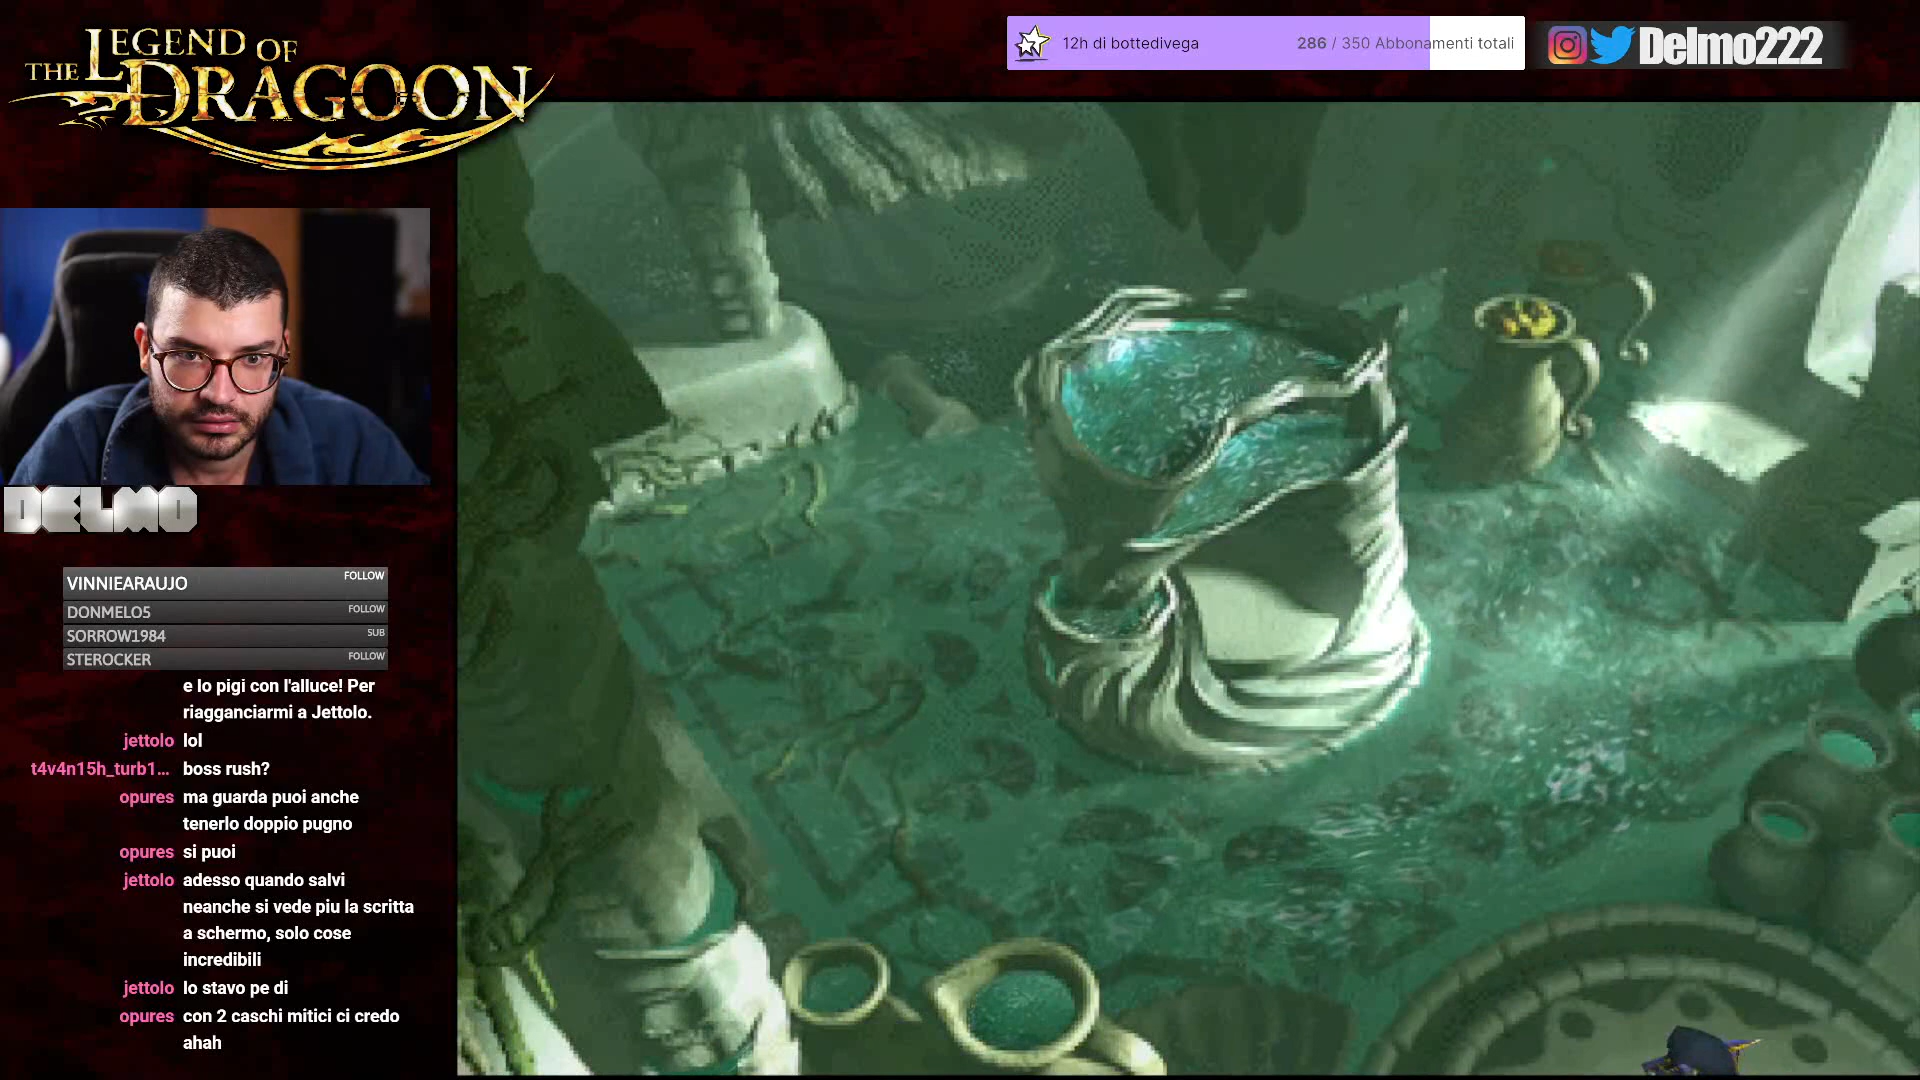 THE LEGEND OF
DRAGOON
12h di bottedivega
286 / 350 Abbonamenti totali
Delmo222
DELMO
VINNIEARAUJO FOLLOW
DONMELO5 FOLLOW
SORROW1984 SUB
STEROCKER FOLLOW
e lo pigi con l'alluce! Per
riagganciarmi a Jettolo.
jettolo lol
t4v4n15h_turb1... boss rush?
opures ma guarda puoi anche
tenerlo doppio pugno
opures si puoi
jettolo adesso quando salvi
neanche si vede piu la scritta
a schermo, solo cose
incredibili
jettolo lo stavo pe di
opures con 2 caschi mitici ci credo
ahah